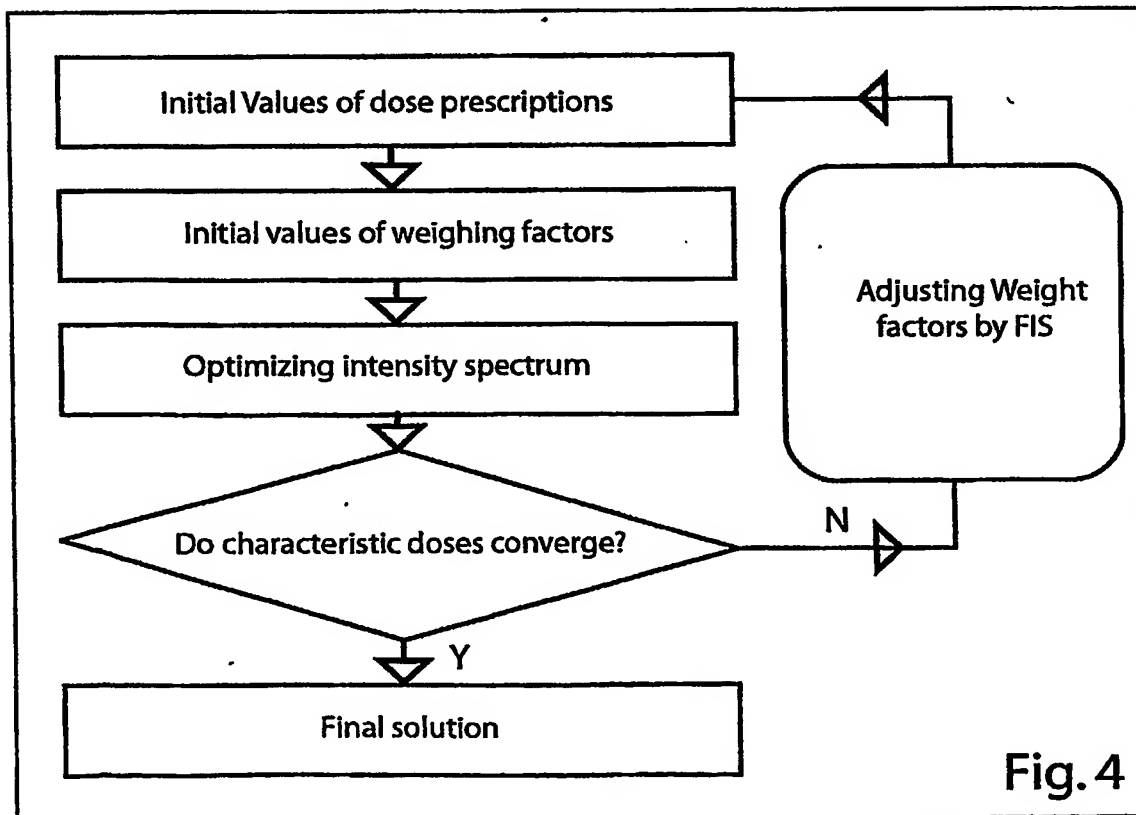 Initial Values of dose prescriptions
Initial values of weighing factors
Optimizing intensity spectrum
Do characteristic doses converge?
N
Adjusting Weight
factors by FIS
Y
Final solution
Fig. 4